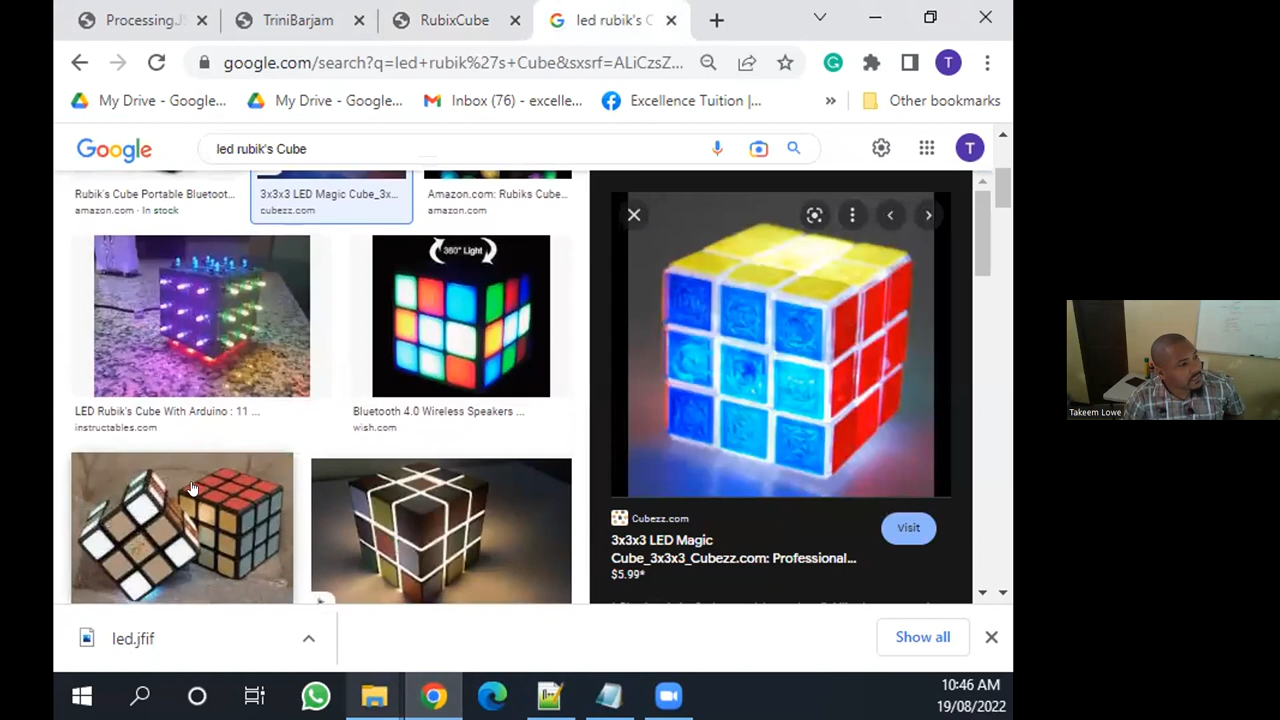 Processing.J
TriniBarjam
RubixCube
led rubik's C
google.com/search?q=led+rubik%27s+Cube&sxsrf=ALiCzsZ...
T
My Drive - Google...
My Drive - Google...
Inbox (76) - excelle...
Excellence Tuition |...
»
Other bookmarks
Google
led rubik's Cube
T
Rubik's Cube Portable Bluetoot...
amazon.com · In stock
3x3x3 LED Magic Cube_3x...
cubezz.com
Amazon.com: Rubiks Cube...
amazon.com
360° Light
LED Rubik's Cube With Arduino : 11 ...
instructables.com
Bluetooth 4.0 Wireless Speakers ...
wish.com
Cubezz.com
3x3x3 LED Magic
Cube_3x3x3_Cubezz.com: Professional...
$5.99*
Visit
led.jfif
Show all
10:46 AM
19/08/2022
Takeem Lowe